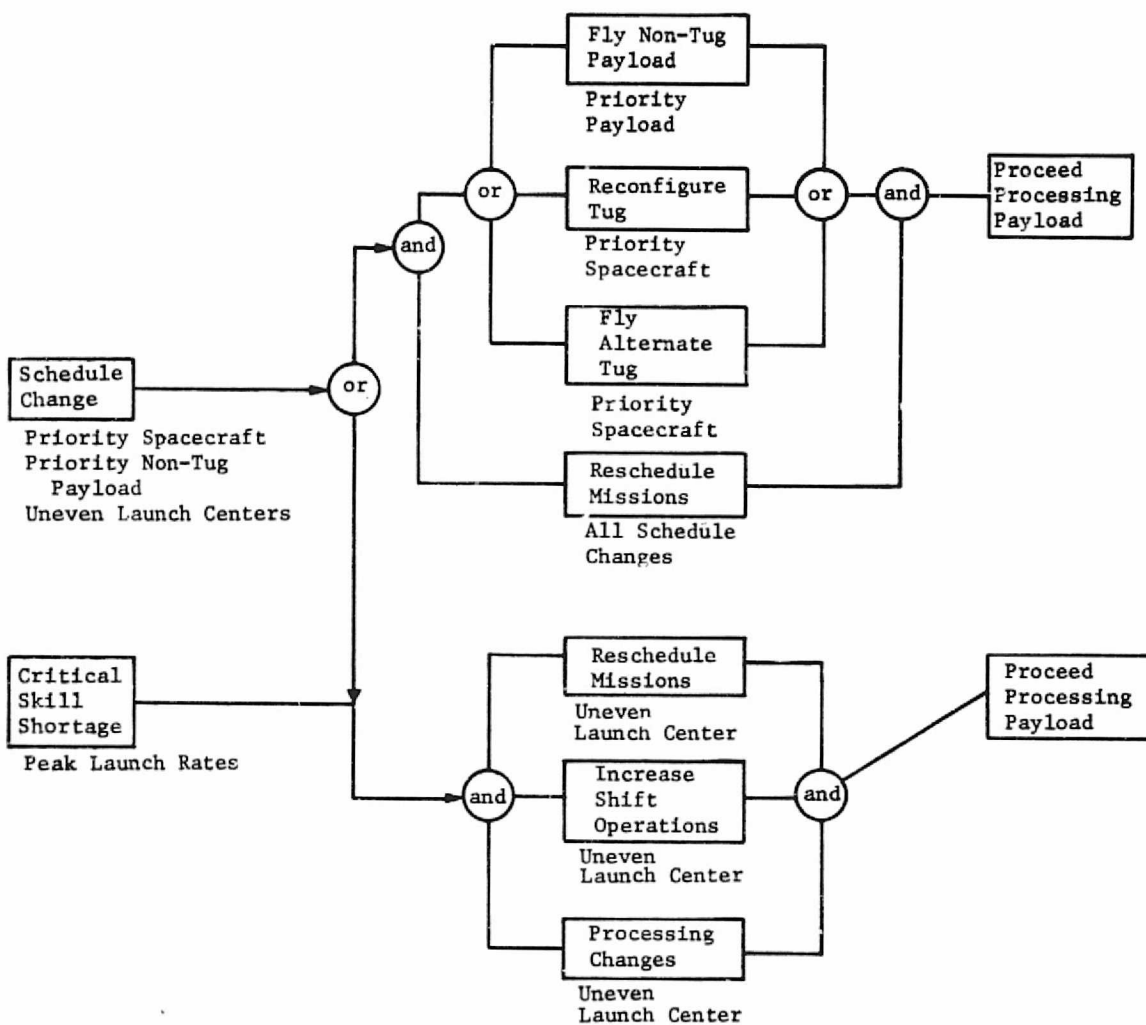 Fly Non-Tug
Payload
Priority
Payload
or
Reconfigure
Tug
or
and
Proceed
Processing
Payload
and
Priority
Spacecraft
Fly
Alternate
Tug
Schedule
Change
or
Priority
Spacecraft
Priority Spacecraft
Priority Non-Tug
Payload
Uneven Launch Centers
Reschedule
Missions
All Schedule
Changes
Critical
Skill
Shortage
Peak Launch Rates
Reschedule
Missions
Uneven
Launch Center
Proceed
Processing
Payload
and
Increase
Shift
Operations
and
Uneven
Launch Center
Processing
Changes
Uneven
Launch Center